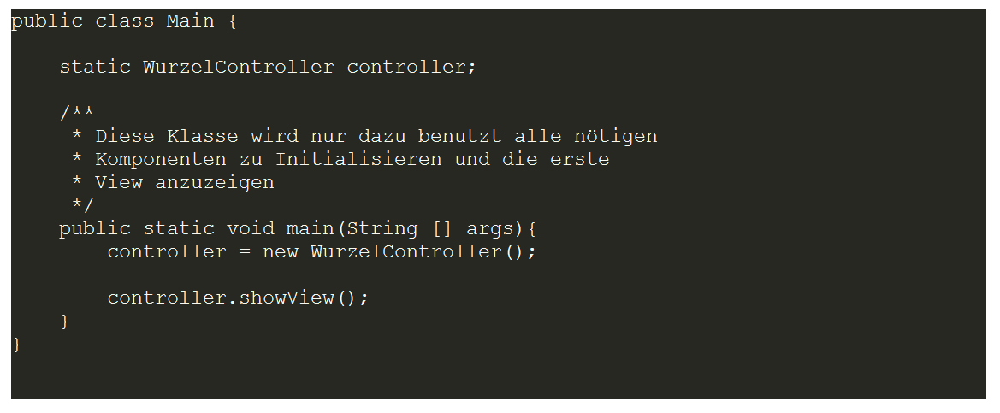 public class Main {
static WurzelController controller;
/**
* Diese Klasse wird nur dazu benutzt alle nötigen
* Komponenten zu Initialisieren und die erste
* View anzuzeigen
*/
public static void main(String [] args){
controller = new WurzelController();
controller.showView();
}
}